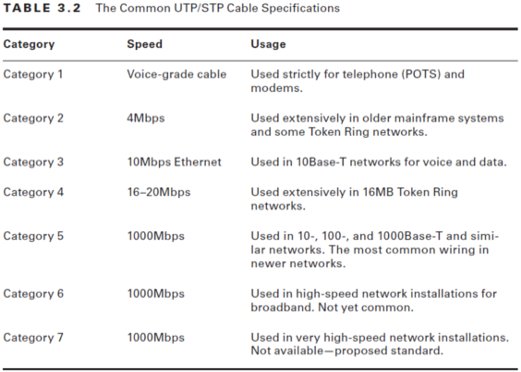 TABLE 3.2 The Common UTP/STP Cable Specifications
Category Speed Usage
Category 1 Voice-grade cable Used strictly for telephone (POTS) and
modems.
Category 2 4Mbps Used extensively in older mainframe systems
and some Token Ring networks.
Category 3 10Mbps Ethernet Used in 10Base-T networks for voice and data.
Category 4 16–20Mbps Used extensively in 16MB Token Ring
networks.
Category 5 1000Mbps Used in 10-, 100-, and 1000Base-T and simi-
lar networks. The most common wiring in
newer networks.
Category 6 1000Mbps Used in high-speed network installations for
broadband. Not yet common.
Category 7 1000Mbps Used in very high-speed network installations.
Not available—proposed standard.